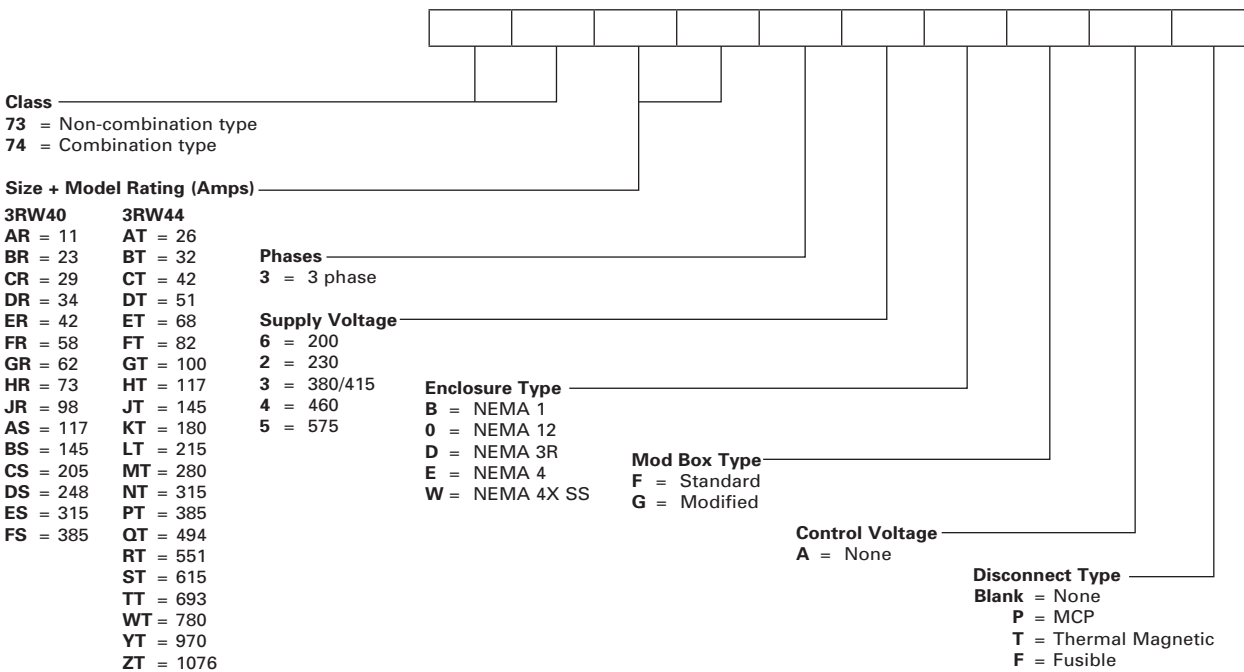 Class
73 = Non-combination type
74 = Combination type
Size + Model Rating (Amps)
3RW40 3RW44
AR = 11 AT = 26
BR = 23 BT = 32
CR = 29 CT = 42
DR = 34 DT = 51
ER = 42 ET = 68
FR = 58 FT = 82
GR = 62 GT = 100
HR = 73 HT = 117
JR = 98 JT = 145
AS = 117 KT = 180
BS = 145 LT = 215
CS = 205 MT = 280
DS = 248 NT = 315
ES = 315 PT = 385
FS = 385 QT = 494
RT = 551
ST = 615
TT = 693
WT = 780
YT = 970
ZT = 1076
Phases
3 = 3 phase
Supply Voltage
6 = 200
2 = 230
3 = 380/415
4 = 460
5 = 575
Enclosure Type
B = NEMA 1
0 = NEMA 12
D = NEMA 3R
E = NEMA 4
W = NEMA 4X SS
Mod Box Type
F = Standard
G = Modified
Control Voltage
A = None
Disconnect Type
Blank = None
P = MCP
T = Thermal Magnetic
F = Fusible